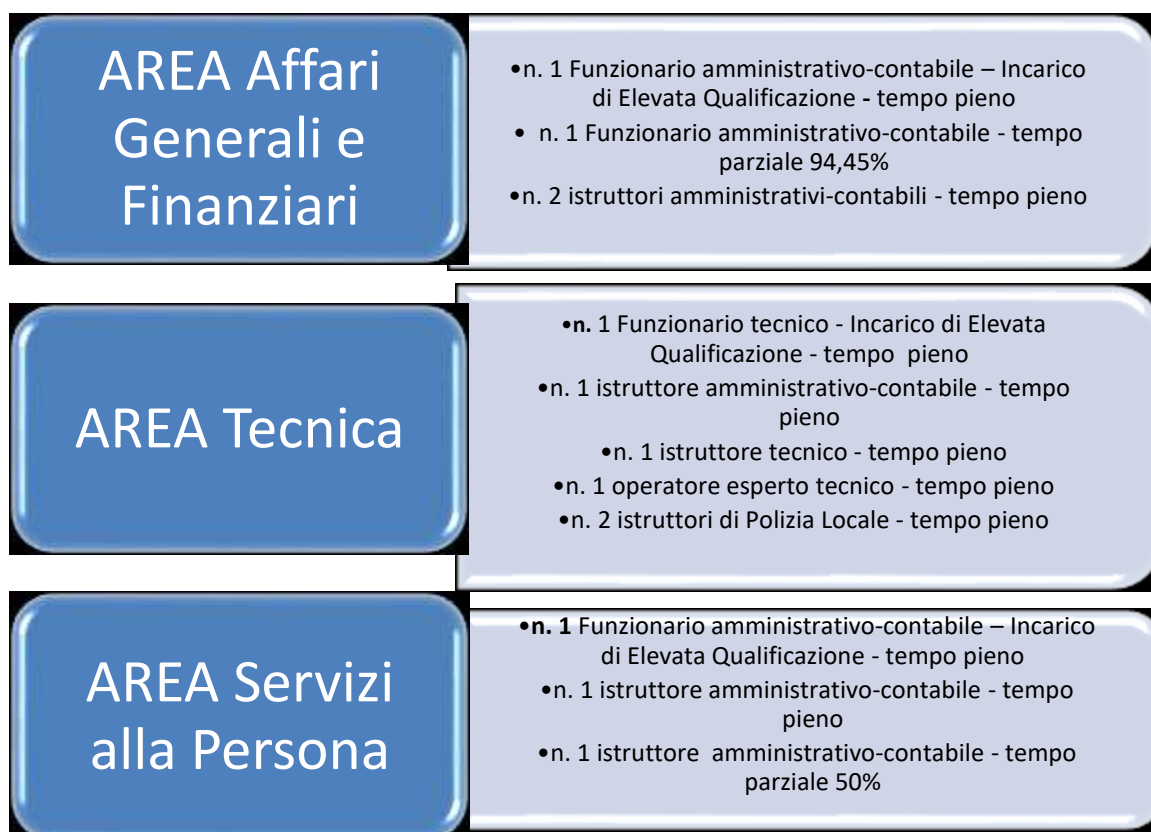 AREA Affari
Generali e
Finanziari
•n. 1 Funzionario amministrativo-contabile – Incarico
di Elevata Qualificazione - tempo pieno
• n. 1 Funzionario amministrativo-contabile - tempo
parziale 94,45%
•n. 2 istruttori amministrativi-contabili - tempo pieno
AREA Tecnica
•n. 1 Funzionario tecnico - Incarico di Elevata
Qualificazione - tempo pieno
•n. 1 istruttore amministrativo-contabile - tempo
pieno
•n. 1 istruttore tecnico - tempo pieno
•n. 1 operatore esperto tecnico - tempo pieno
•n. 2 istruttori di Polizia Locale - tempo pieno
AREA Servizi
alla Persona
•n. 1 Funzionario amministrativo-contabile – Incarico
di Elevata Qualificazione - tempo pieno
•n. 1 istruttore amministrativo-contabile - tempo
pieno
•n. 1 istruttore amministrativo-contabile - tempo
parziale 50%